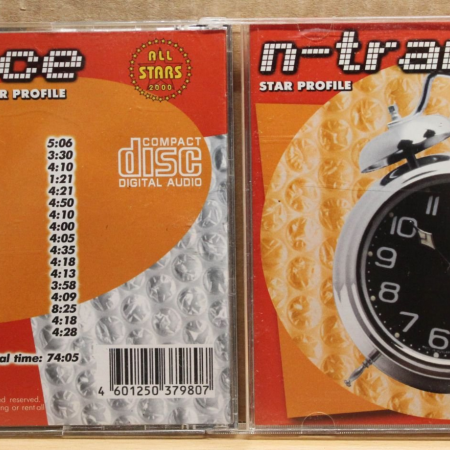 ce
R PROFILE
ALL
STARS
2000
5:06
3:30
4:10
1:21
4:21
4:50
4:10
4:00
4:05
4:35
4:18
4:13
3:58
4:09
8:25
4:18
4:28
al time: 74:05
COMPACT
disc
DIGITAL AUDIO
4 601250 379807
d reserved.
ng or rent.all
n-tra
STAR PROFILE
10
9
8
7
6